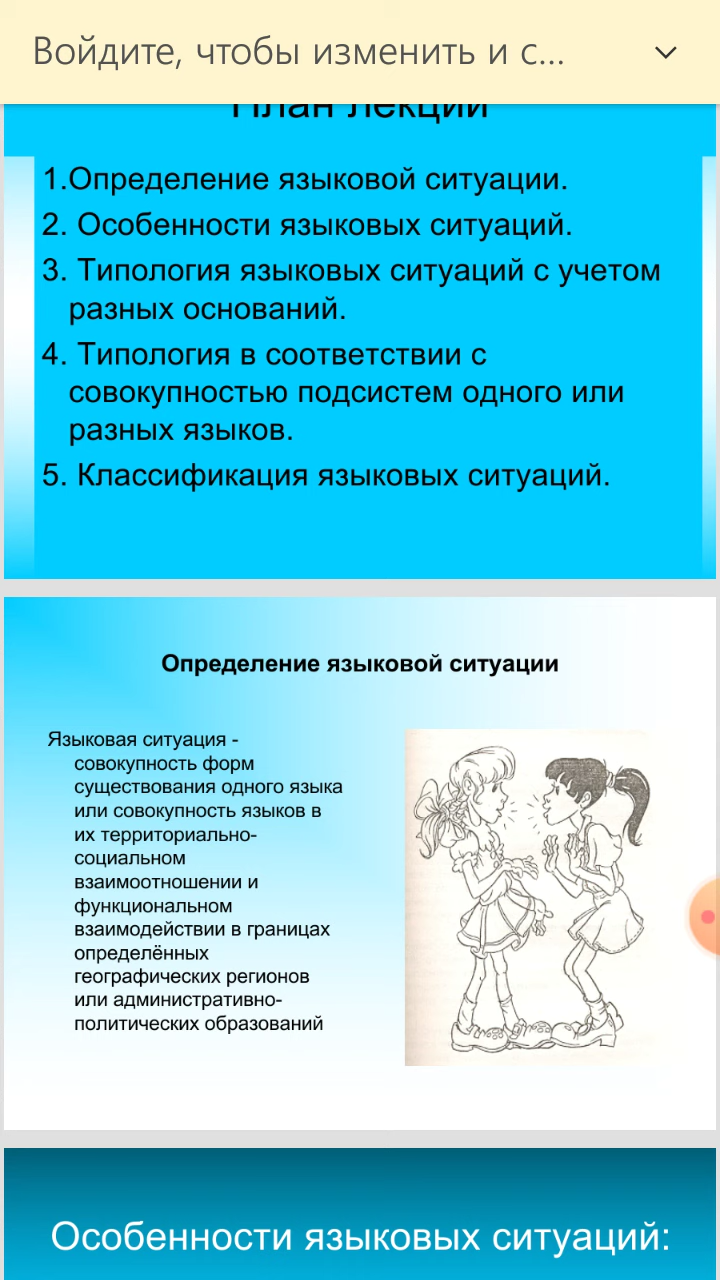 Войдите, чтобы изменить и с...
План лекции
1.Определение языковой ситуации.
2. Особенности языковых ситуаций.
3. Типология языковых ситуаций с учетом
разных оснований.
4. Типология в соответствии с
совокупностью подсистем одного или
разных языков.
5. Классификация языковых ситуаций.
Определение языковой ситуации
Языковая ситуация -
совокупность форм
существования одного языка
или совокупность языков в
их территориально-
социальном
взаимоотношении и
функциональном
взаимодействии в границах
определённых
географических регионов
или административно-
политических образований
Особенности языковых ситуаций: